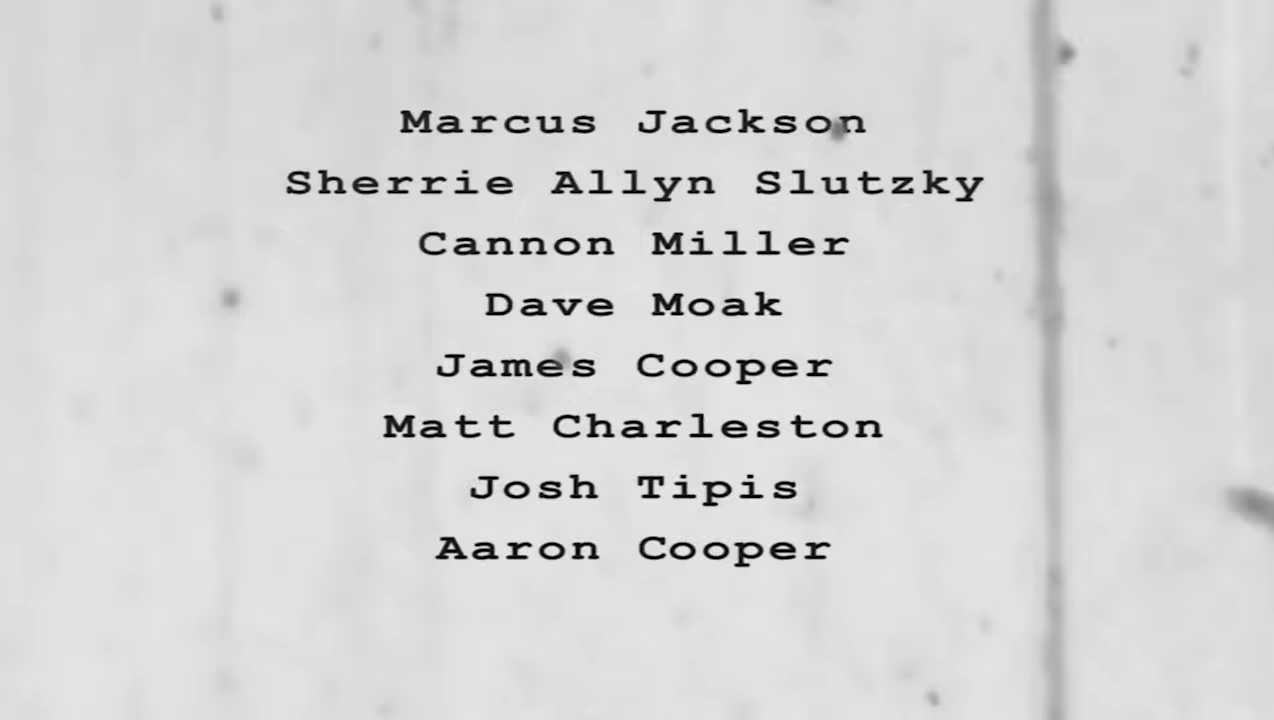 Marcus Jackson
Sherrie Allyn Slutzky
Cannon Miller
Dave Moak
James Cooper
Matt Charleston
Josh Tipis
Aaron Cooper